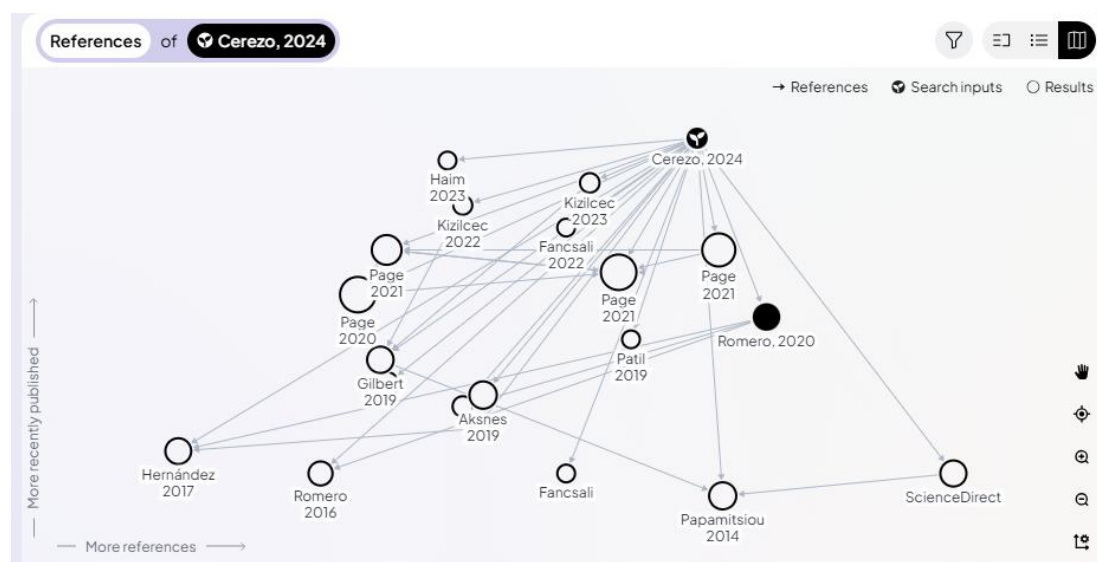 References of Cerezo, 2024
→ References Search inputs Results
Cerezo, 2024
Haim
2023
Kizilcec
2023
Kizilcec
2022
Fancsali
2022
Page
2021
Page
2021
Page
2021
Page
2020
Romero, 2020
Patil
2019
Gilbert
2019
Aksnes
2019
Hernández
2017
Romero
2016
Fancsali
Papamitsiou
2014
ScienceDirect
More recently published
More references